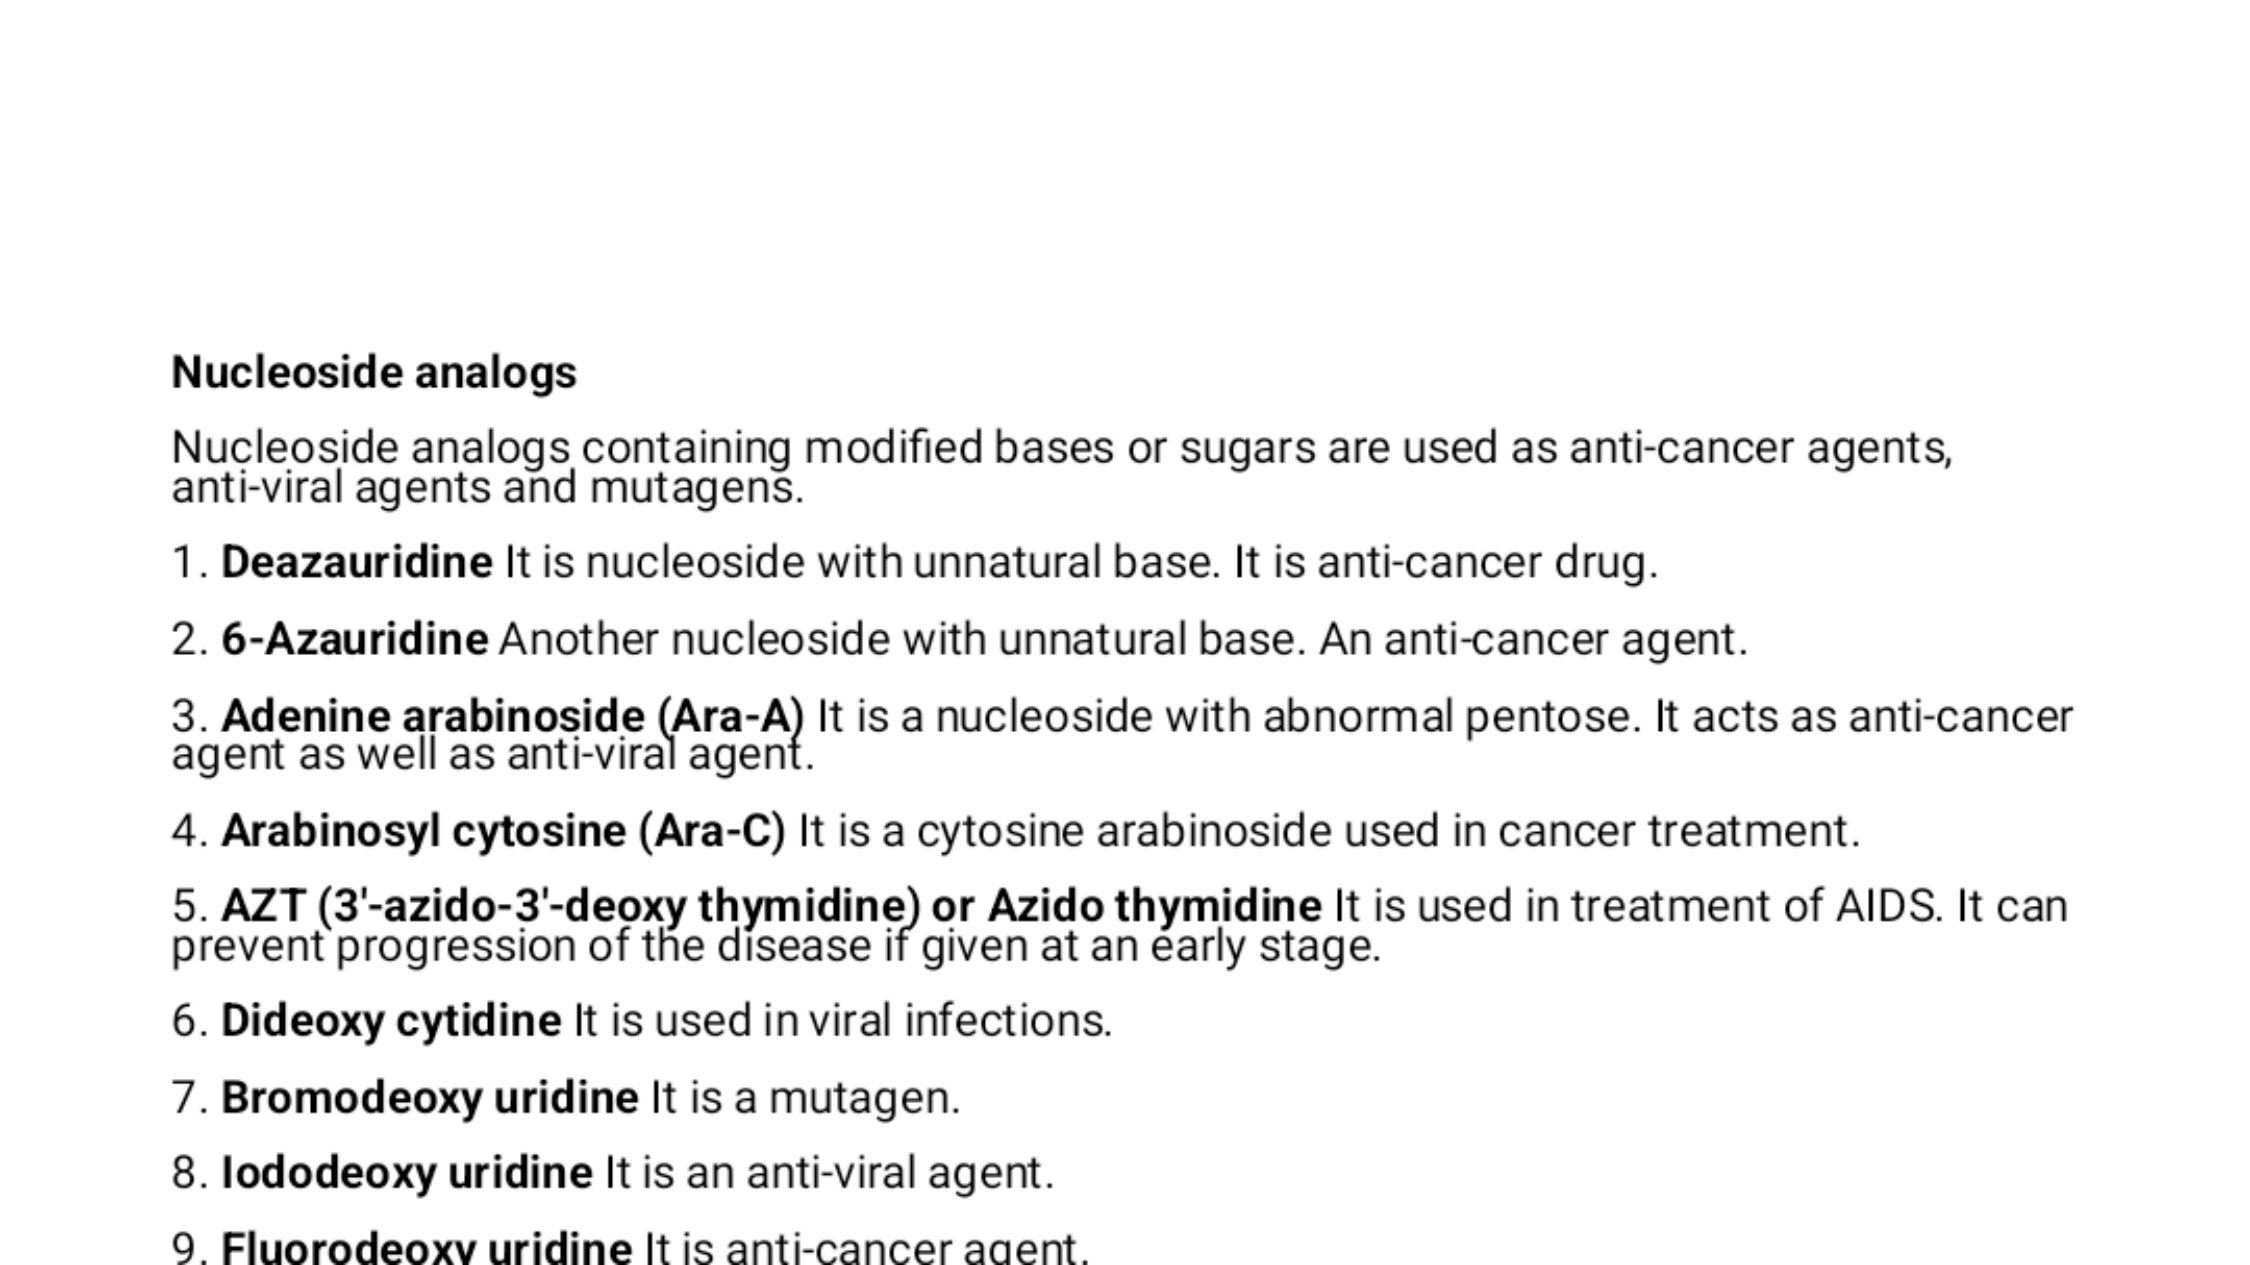 Nucleoside analogs
Nucleoside analogs containing modified bases or sugars are used as anti-cancer agents,
anti-viral agents and mutagens.
1. Deazauridine It is nucleoside with unnatural base. It is anti-cancer drug.
2. 6-Azauridine Another nucleoside with unnatural base. An anti-cancer agent.
3. Adenine arabinoside (Ara-A) It is a nucleoside with abnormal pentose. It acts as anti-cancer
agent as well as anti-viral agent.
4. Arabinosyl cytosine (Ara-C) It is a cytosine arabinoside used in cancer treatment.
5. AZT (3'-azido-3'-deoxy thymidine) or Azido thymidine It is used in treatment of AIDS. It can
prevent progression of the disease if given at an early stage.
6. Dideoxy cytidine It is used in viral infections.
7. Bromodeoxy uridine It is a mutagen.
8. Iododeoxy uridine It is an anti-viral agent.
9. Fluorodeoxy uridine It is anti-cancer agent.